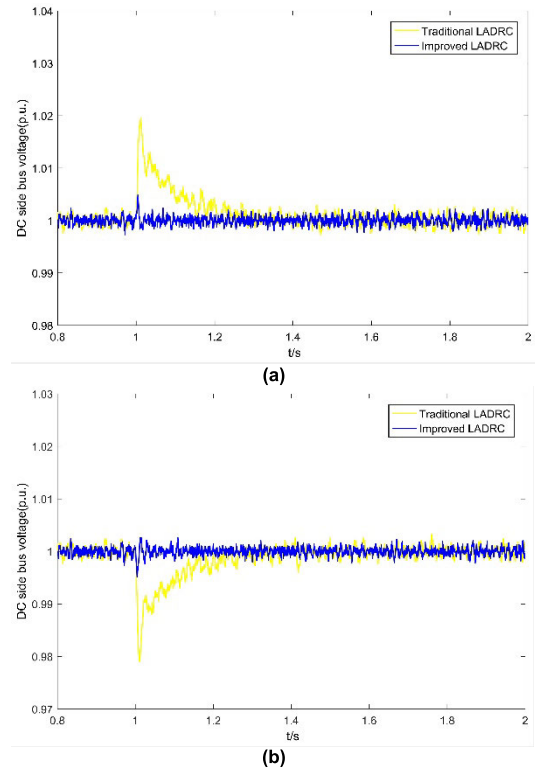 1.04
1.03
1.02
1.01
1
0.99
0.98
DC side bus voltage(p.u.)
Traditional LADRC
Improved LADRC
0.8 1 1.2 1.4 1.6 1.8 2
t/s
(a)
1.03
1.02
1.01
1
0.99
0.98
0.97
DC side bus voltage(p.u.)
Traditional LADRC
Improved LADRC
0.8 1 1.2 1.4 1.6 1.8 2
t/s
(b)